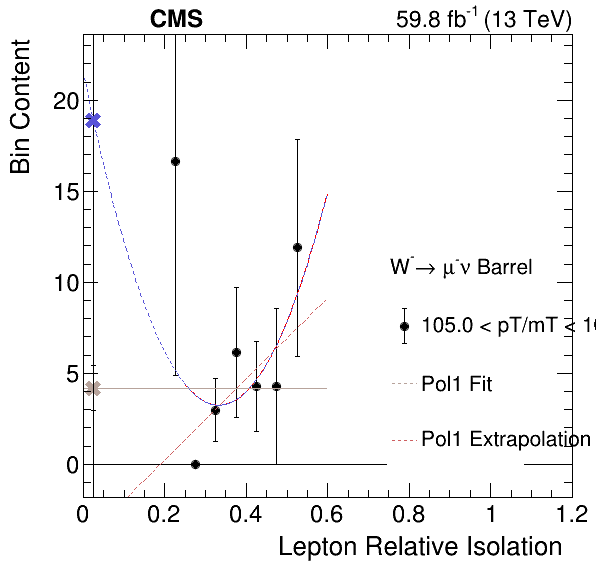 CMS 59.8 fb⁻¹ (13 TeV)
Bin Content
20
15
10
5
0
W⁻→ μ⁻ν Barrel
105.0 < pT/mT < 10
Pol1 Fit
Pol1 Extrapolation
0 0.2 0.4 0.6 0.8 1 1.2
Lepton Relative Isolation